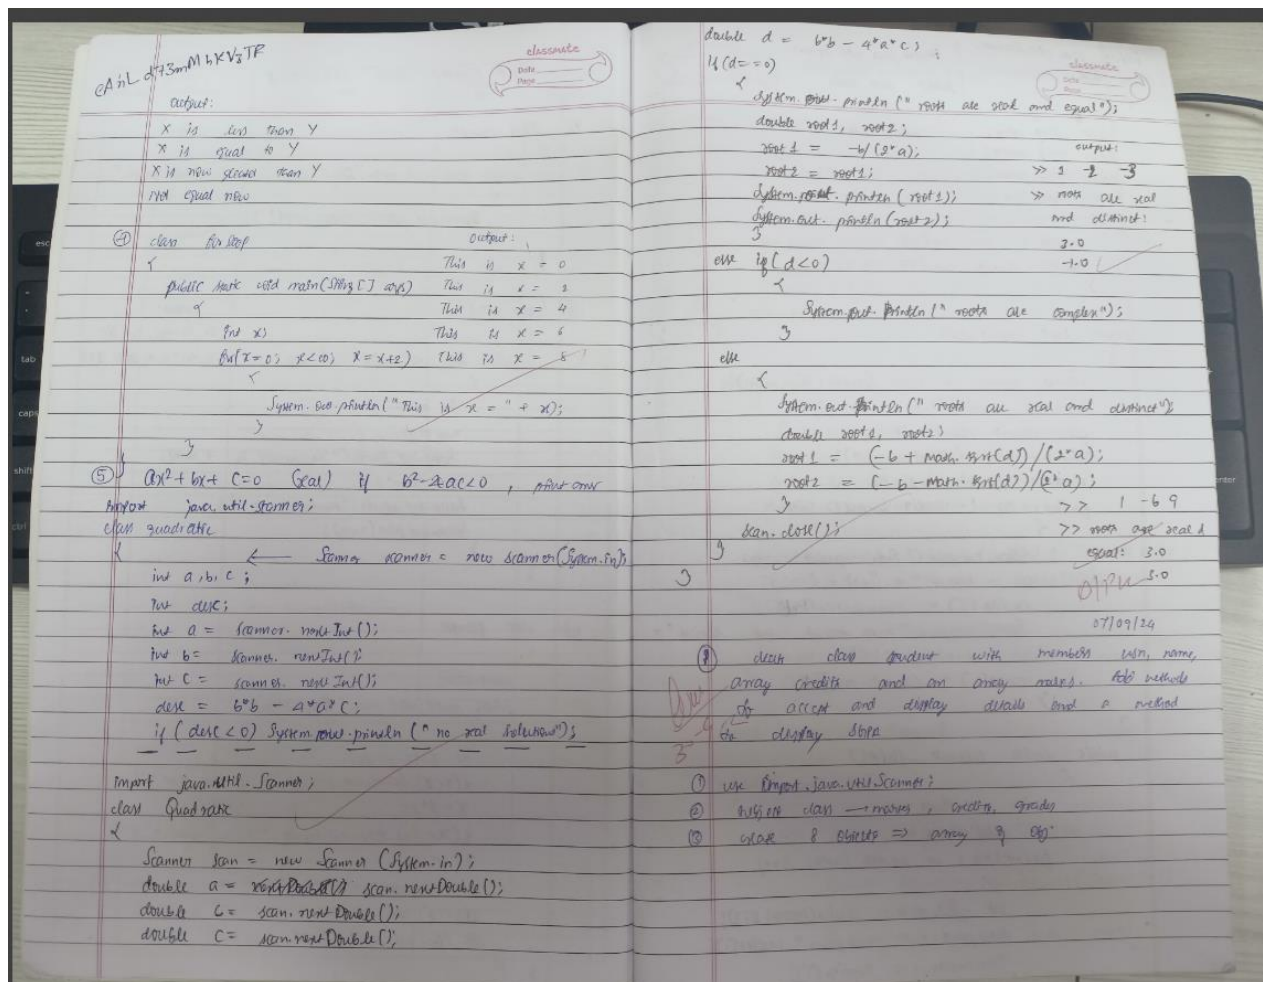 classmate
Date
Page
output:
X is less than Y
X is equal to Y
X is now greater than Y
Not equal now
④ class forstep
{
public static void main(String[] args)
{
int x;
for(x=0; x<10; x=x+2)
{
System.out.println("This is x = " + x);
}
}
}
Output:
This is x = 0
This is x = 2
This is x = 4
This is x = 6
This is x = 8
⑤ ax²+bx+c=0 (real) if b²-4ac<0, print
import java.util.scanner;
class quadratic
{ ← Scanner scanner = new scanner(System.in);
int a,b,c;
int desc;
int a = scanner.nextInt();
int b= scanner.nextInt();
int c = scanner.nextInt();
desc = b*b - 4*a*c;
if (desc <0) System.out.println(" no real solutions");
import java.util.Scanner;
class Quadratic
{
Scanner scan = new Scanner (System.in);
double a = scan.nextDouble();
double b= scan.nextDouble();
double c= scan.nextDouble();
classmate
Date
Page
double d = b*b - 4*a*c;
if(d==0)
{
System.out.println(" roots are real and equal");
double root1, root2;
root1 = -b/(2*a);
root2 = root1;
System.out.println(root1);
System.out.println(root2);
}
output:
>> 1 -2 -3
>> roots are real
and distinct:
3.0
-1.0
else if(d<0)
{
System.out.println(" roots are complex");
}
else
{
System.out.println(" roots are real and distinct");
double root1, root2;
root1 = (-b + Math.sqrt(d))/(2*a);
root2 = (-b - Math.sqrt(d))/(2*a);
}
scan.close();
}
}
>> 1 -6 9
>> roots are real &
equal: 3.0
3.0
07/09/24
class student with members usn, name,
array credits and an array marks. Add methods
to accept and display details and a method
to display
① use import.java.util.Scanner;
② class → marks, credits, grades
③ create 8 objects ⇒ array of obj.